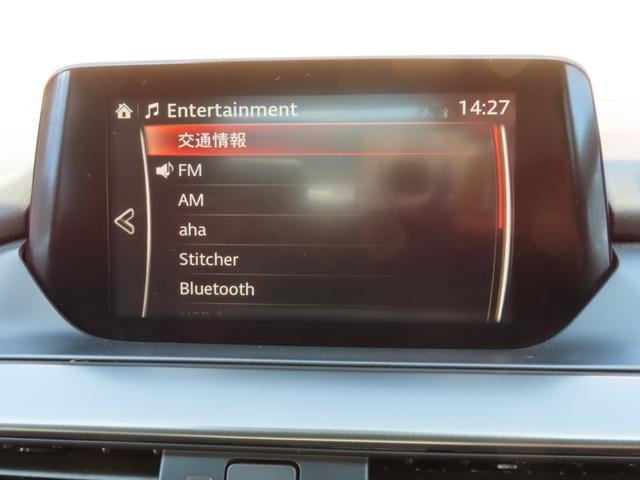 Entertainment 14:27
交通情報
FM
AM
aha
Stitcher
Bluetooth